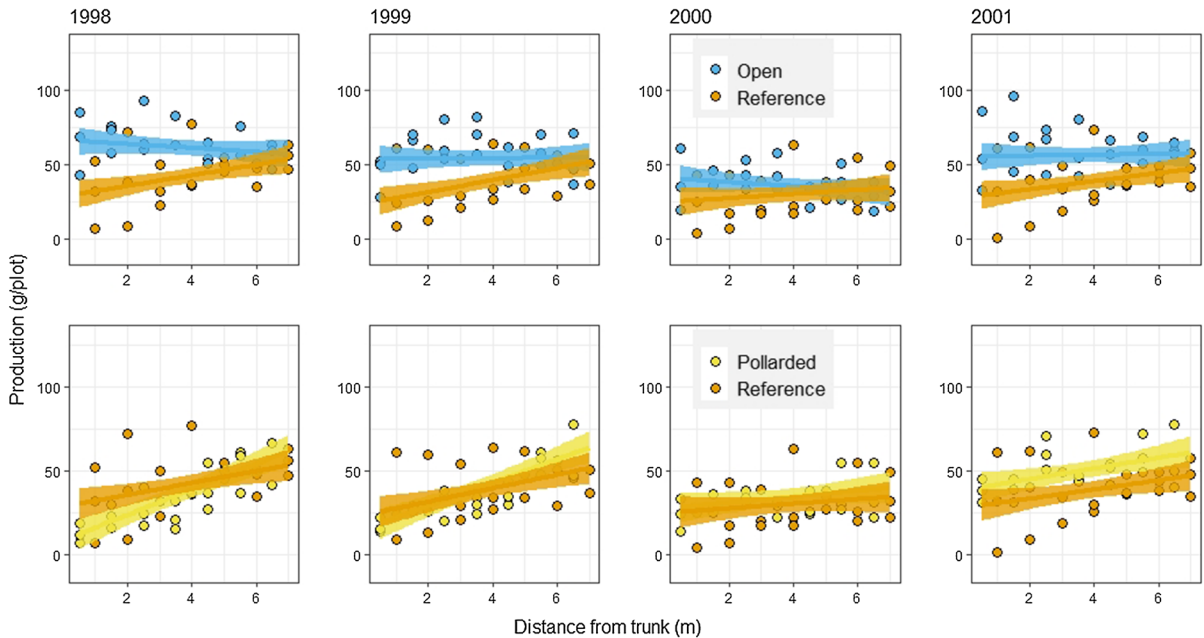 1998 1999 2000 2001
Open
Reference
100 100 100 100
50 50 50 50
0 0 0 0
2 4 6 2 4 6 2 4 6 2 4 6
Production (g/plot)
Pollarded
Reference
100 100 100 100
50 50 50 50
0 0 0 0
2 4 6 2 4 6 2 4 6 2 4 6
Distance from trunk (m)